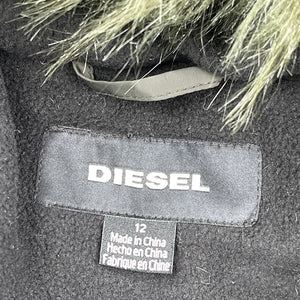 DIESEL
12
Made in China
Hecho en China
Fabriqué en Chine